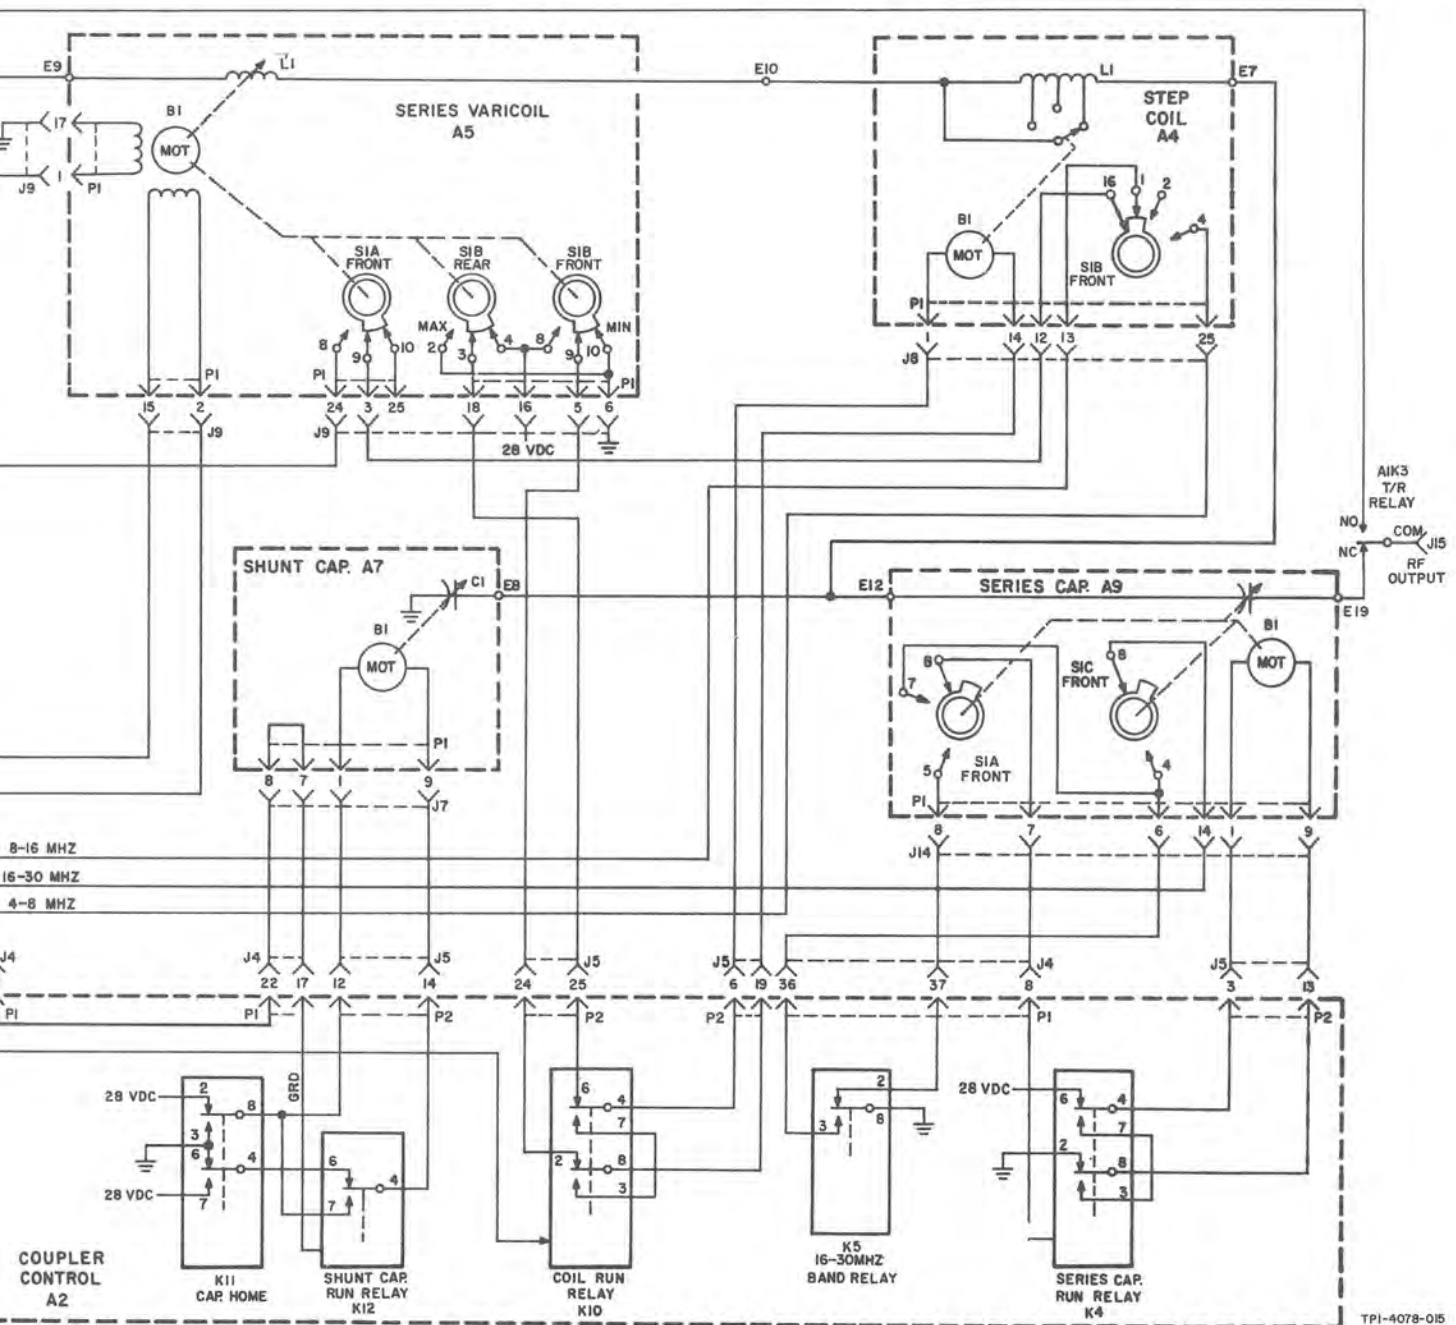 E9
L1
E10
L1
E7
B1
SERIES VARICOIL
A5
STEP
COIL
A4
17
MOT
1
J9
P1
16
1
2
4
B1
MOT
S1B
FRONT
S1A
FRONT
S1B
REAR
S1B
FRONT
P1
MAX
MIN
8
9
10
2
3
4
8
9
10
P1
P1
P1
1
14
12
13
25
J8
15
2
24
3
25
18
16
5
6
J9
J9
28 VDC
A1K3
T/R
RELAY
NO
COM
J15
NC
RF
OUTPUT
SHUNT CAP. A7
C1
E8
E12
SERIES CAP. A9
E19
B1
MOT
B1
MOT
8
7
S1C
FRONT
8
5
S1A
FRONT
4
P1
P1
8
7
1
9
J7
8
7
6
14
1
9
J14
8-16 MHZ
16-30 MHZ
4-8 MHZ
J4
J4
J5
J5
J5
J4
J5
22
17
12
14
24
25
6
19
36
37
8
3
13
P1
P1
P2
P2
P2
P1
P2
28 VDC
2
8
GRD
3
6
4
28 VDC
7
6
4
7
6
4
7
2
8
3
2
3
8
28 VDC
6
4
7
2
8
3
COUPLER
CONTROL
A2
K11
CAP. HOME
SHUNT CAP.
RUN RELAY
K12
COIL RUN
RELAY
K10
K5
16-30MHZ
BAND RELAY
SERIES CAP.
RUN RELAY
K4
TP1-4078-015